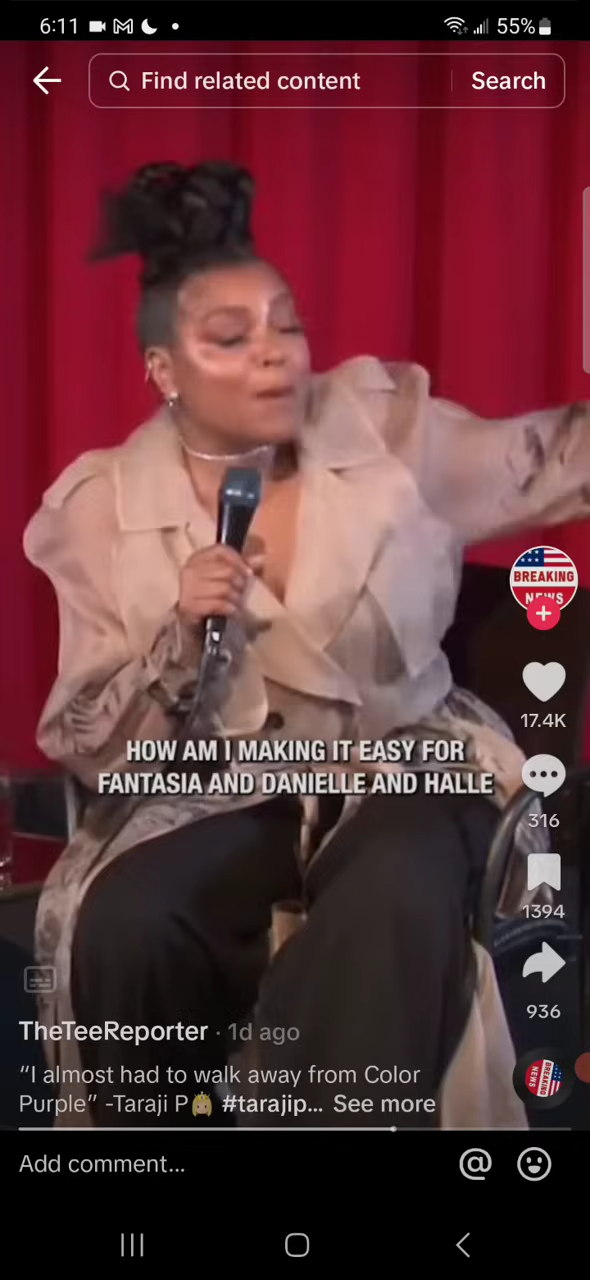 6:11
55%
Find related content
Search
BREAKING
NEWS
17.4K
HOW AM I MAKING IT EASY FOR
FANTASIA AND DANIELLE AND HALLE
316
1394
936
TheTeeReporter · 1d ago
“I almost had to walk away from Color
Purple” -Taraji P👸🏼 #tarajip... See more
BREAKING
NEWS
Add comment...
@